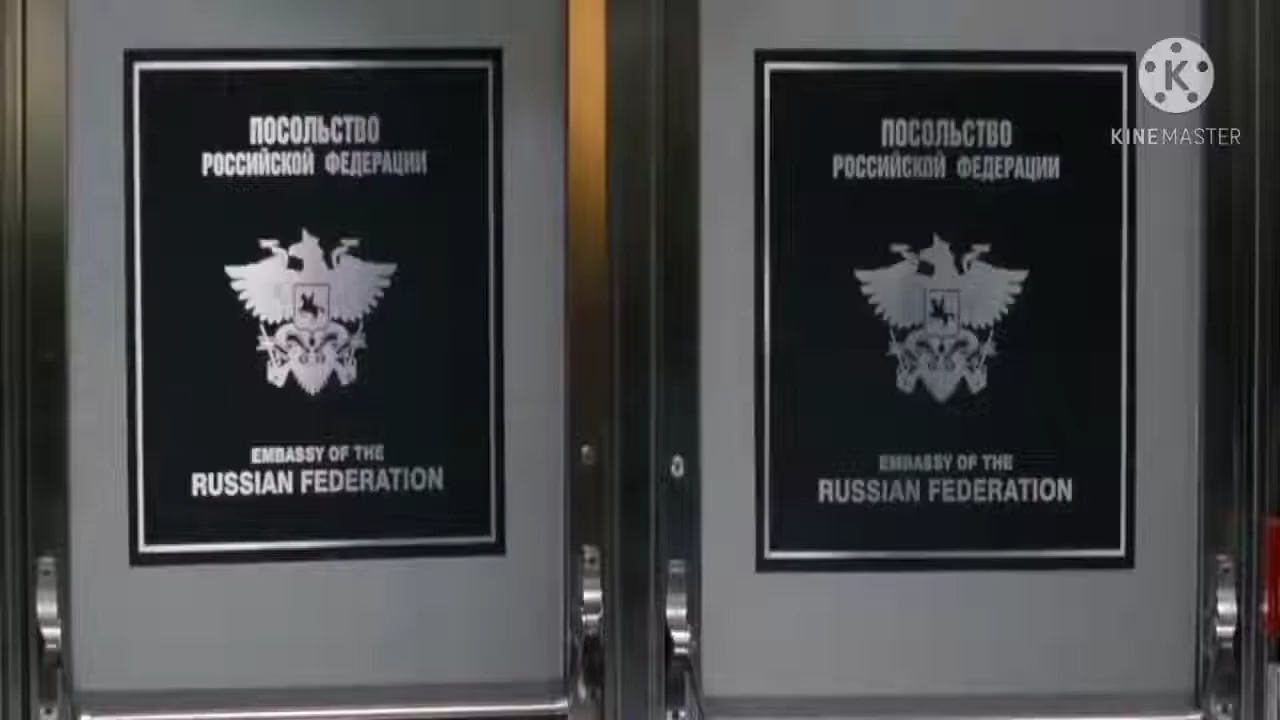 ПОСОЛЬСТВО
РОССИЙСКОЙ ФЕДЕРАЦИИ
EMBASSY OF THE
RUSSIAN FEDERATION
ПОСОЛЬСТВО
РОССИЙСКОЙ ФЕДЕРАЦИИ
EMBASSY OF THE
RUSSIAN FEDERATION
K
KINEMASTER